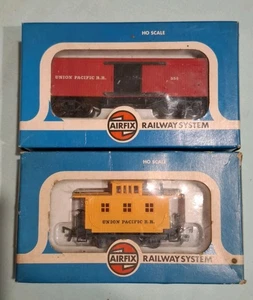 HO SCALE
UNION PACIFIC R.R.
AIRFIX
RAILWAY SYSTEM
HO SCALE
UNION PACIFIC R.R.
AIRFIX
RAILWAY SYSTEM